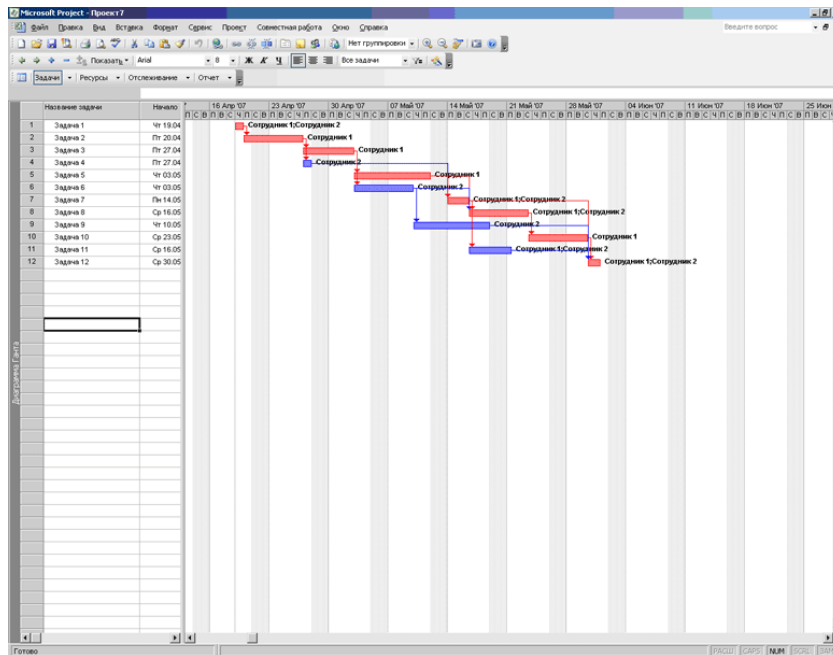 Microsoft Project - Проект7
Файл Правка Вид Вставка Формат Сервис Проект Совместная работа Окно Справка
Введите вопрос
Нет группировки
Показать Arial 8 Ж К Ч Все задачи
Задачи Ресурсы Отслеживание Отчет
Название задачи Начало
16 Апр '07 23 Апр '07 30 Апр '07 07 Май '07 14 Май '07 21 Май '07 28 Май '07 04 Июн '07 11 Июн '07 18 Июн '07 25 Июн
1 Задача 1 Чт 19.04 Сотрудник 1;Сотрудник 2
2 Задача 2 Пт 20.04 Сотрудник 1
3 Задача 3 Пт 27.04 Сотрудник 1
4 Задача 4 Пт 27.04 Сотрудник 2
5 Задача 5 Чт 03.05 Сотрудник 1
6 Задача 6 Чт 03.05 Сотрудник 2
7 Задача 7 Пн 14.05 Сотрудник 1;Сотрудник 2
8 Задача 8 Ср 16.05 Сотрудник 1;Сотрудник 2
9 Задача 9 Чт 10.05 Сотрудник 2
10 Задача 10 Ср 23.05 Сотрудник 1
11 Задача 11 Ср 16.05 Сотрудник 1;Сотрудник 2
12 Задача 12 Ср 30.05 Сотрудник 1;Сотрудник 2
Диаграмма Ганта
Готово
РАСШ CAPS NUM SCRL ЗАМ